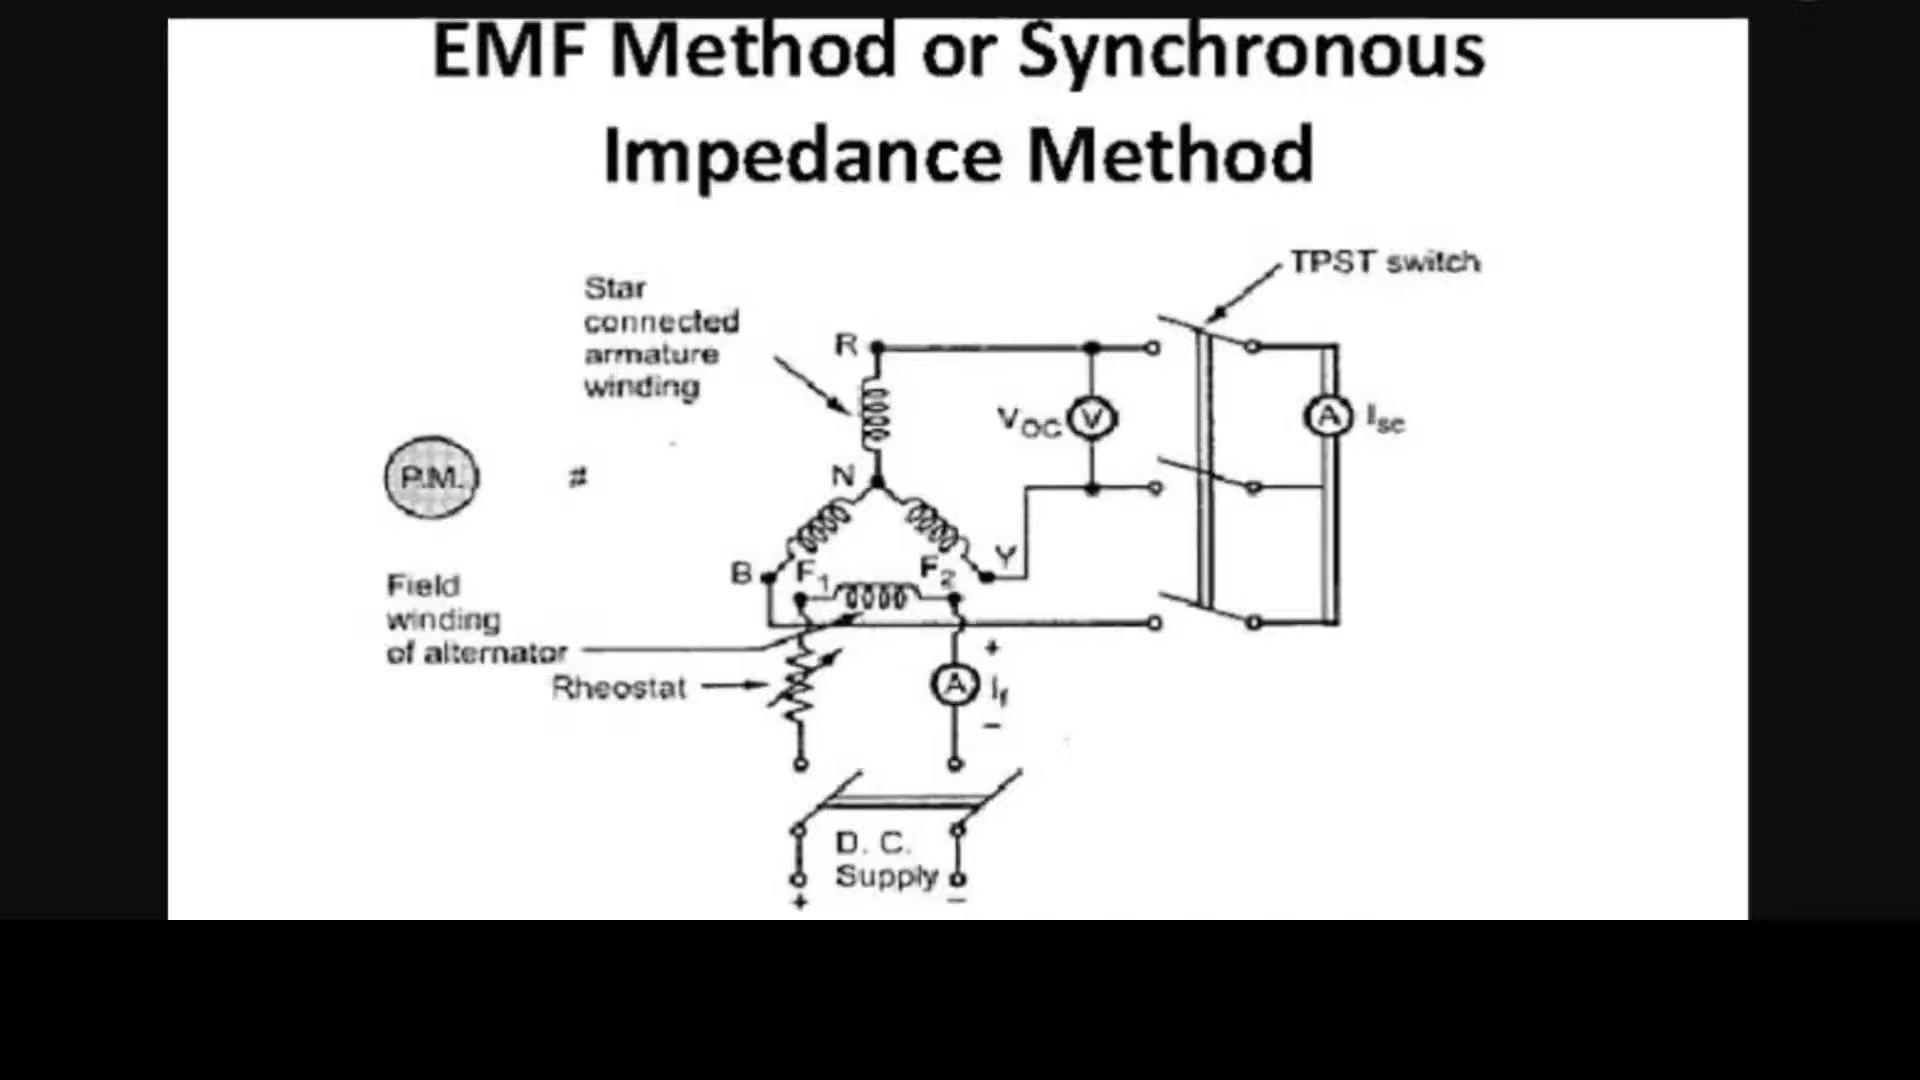 EMF Method or Synchronous
Impedance Method
TPST switch
Star
connected
armature
winding
R
VOC
V
A
Isc
P.M.
#
N
B
F1
F2
Y
Field
winding
of alternator
+
Rheostat
A
If
−
D. C.
Supply
+
−